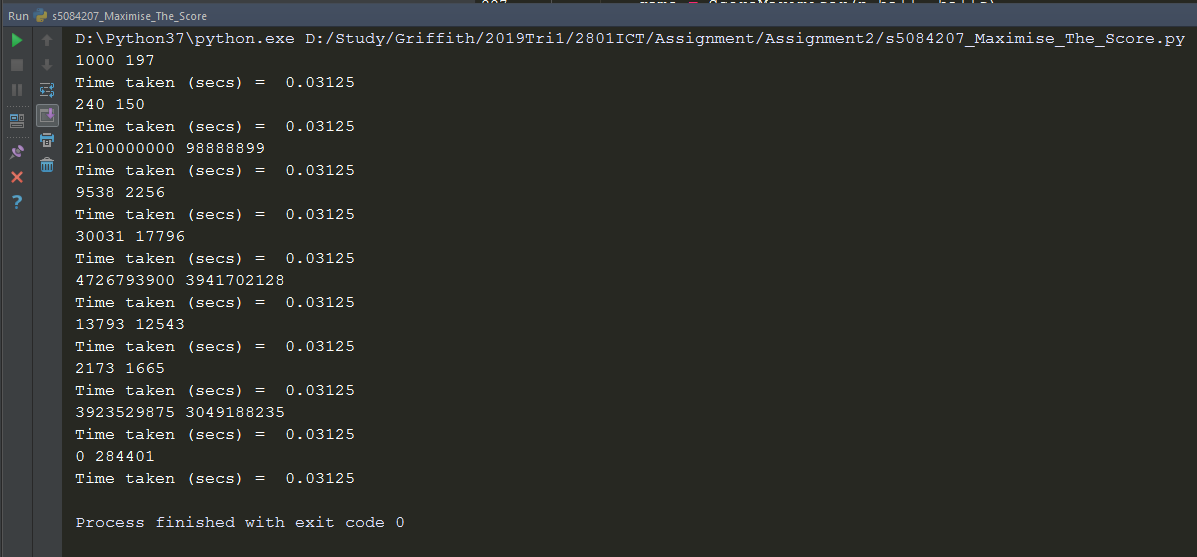 Run s5084207_Maximise_The_Score
D:\Python37\python.exe D:/Study/Griffith/2019Tri1/2801ICT/Assignment/Assignment2/s5084207_Maximise_The_Score.py
1000 197
Time taken (secs) =  0.03125
240 150
Time taken (secs) =  0.03125
2100000000 98888899
Time taken (secs) =  0.03125
9538 2256
Time taken (secs) =  0.03125
30031 17796
Time taken (secs) =  0.03125
4726793900 3941702128
Time taken (secs) =  0.03125
13793 12543
Time taken (secs) =  0.03125
2173 1665
Time taken (secs) =  0.03125
3923529875 3049188235
Time taken (secs) =  0.03125
0 284401
Time taken (secs) =  0.03125
Process finished with exit code 0